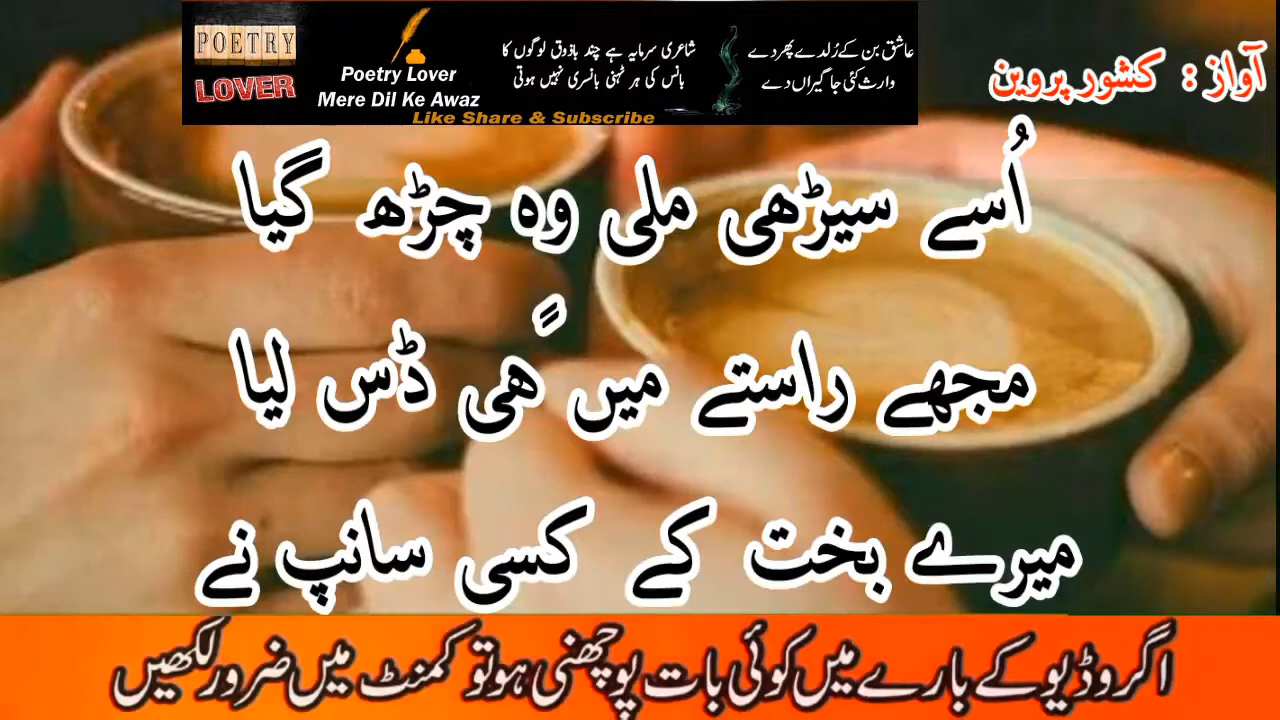 POETRY
LOVER
Poetry Lover
Mere Dil Ke Awaz
Like Share & Subscribe
شاعری سرمایہ ہے چند باذوق لوگوں کا
بانس کی ہر ٹہنی بانسری نہیں ہوتی
عاشق بن کے رُلدے پھردے
وارث کئی جاگیراں دے
آواز : کشور پروین
اُسے سیڑھی ملی وہ چڑھ گیا
مجھے راستے میں ھی ڈس لیا
میرے بخت کے کسی سانپ نے
اگر وڈیو کے بارے میں کوئی بات پوچھنی ہو تو کمنٹ میں ضرور لکھیں